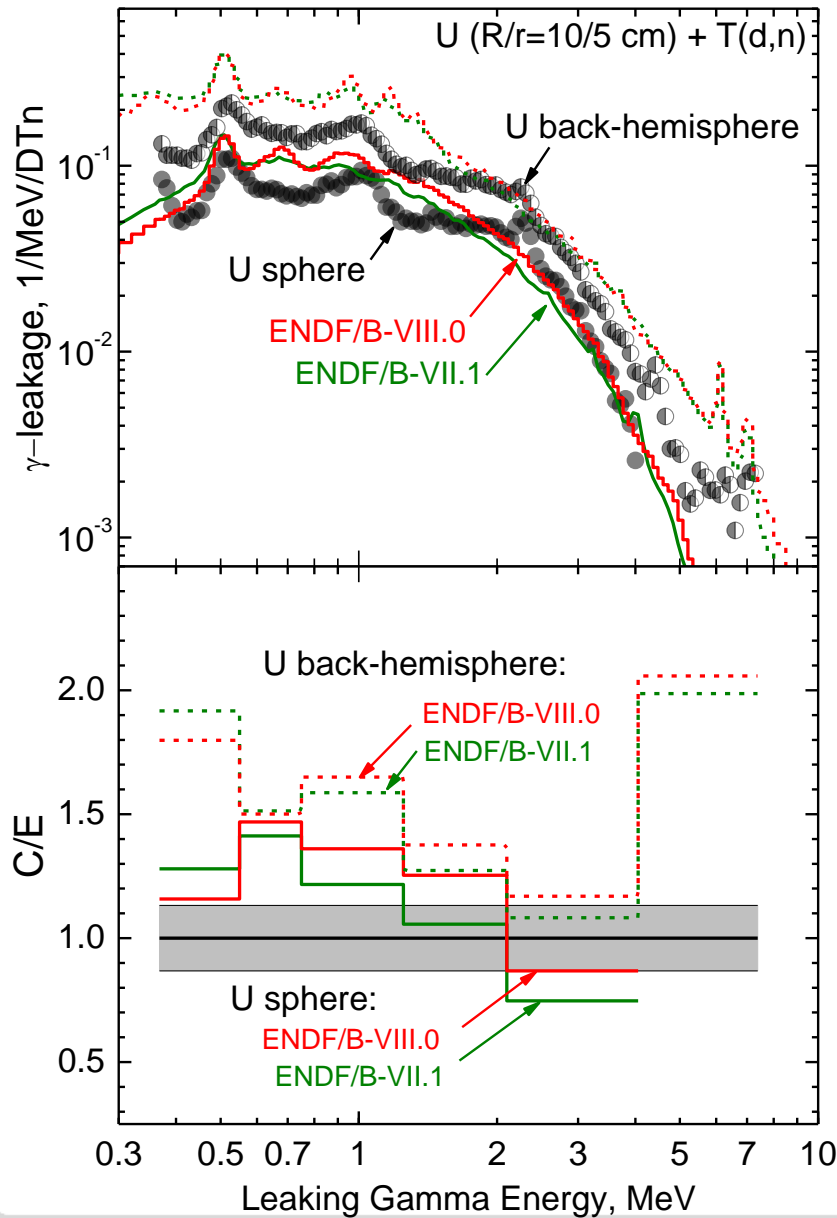 U (R/r=10/5 cm) + T(d,n)
U back-hemisphere
10⁻¹
U sphere
ENDF/B-VIII.0
10⁻²
ENDF/B-VII.1
10⁻³
γ−leakage, 1/MeV/DTn
U back-hemisphere:
2.0
ENDF/B-VIII.0
ENDF/B-VII.1
1.5
C/E
1.0
U sphere:
ENDF/B-VIII.0
0.5
ENDF/B-VII.1
0.3 0.5 0.7 1 2 3 5 7 10
Leaking Gamma Energy, MeV